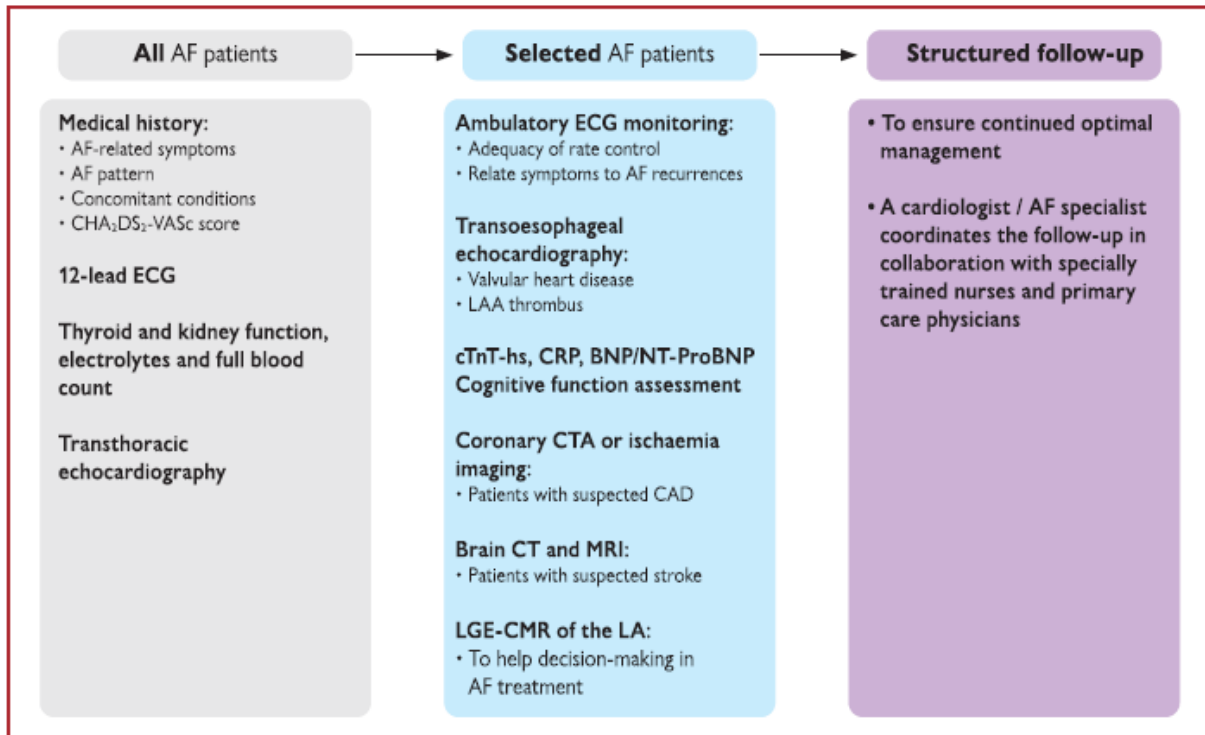 All AF patients
Selected AF patients
Structured follow-up
Medical history:
• AF-related symptoms
• AF pattern
• Concomitant conditions
• CHA₂DS₂-VASc score
12-lead ECG
Thyroid and kidney function,
electrolytes and full blood
count
Transthoracic
echocardiography
Ambulatory ECG monitoring:
• Adequacy of rate control
• Relate symptoms to AF recurrences
Transoesophageal
echocardiography:
• Valvular heart disease
• LAA thrombus
cTnT-hs, CRP, BNP/NT-ProBNP
Cognitive function assessment
Coronary CTA or ischaemia
imaging:
• Patients with suspected CAD
Brain CT and MRI:
• Patients with suspected stroke
LGE-CMR of the LA:
• To help decision-making in
AF treatment
• To ensure continued optimal
management
• A cardiologist / AF specialist
coordinates the follow-up in
collaboration with specially
trained nurses and primary
care physicians